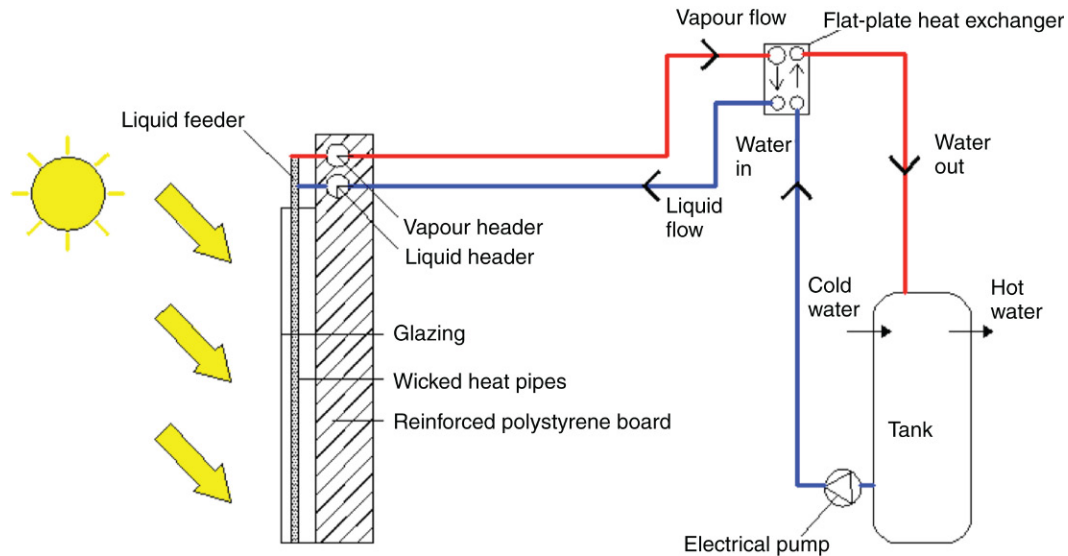 Vapour flow
Flat-plate heat exchanger
Liquid feeder
Water
in
Water
out
Liquid
flow
Vapour header
Liquid header
Cold
water
Hot
water
Glazing
Wicked heat pipes
Reinforced polystyrene board
Tank
Electrical pump